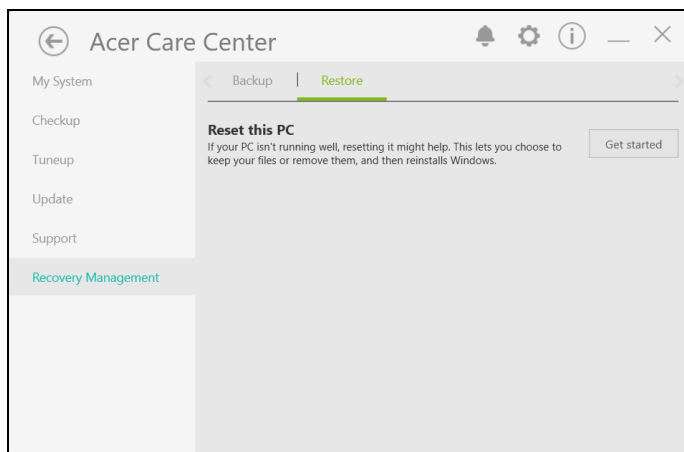 Acer Care Center
My System
Checkup
Tuneup
Update
Support
Recovery Management
Backup
Restore
Reset this PC
If your PC isn't running well, resetting it might help. This lets you choose to
keep your files or remove them, and then reinstalls Windows.
Get started